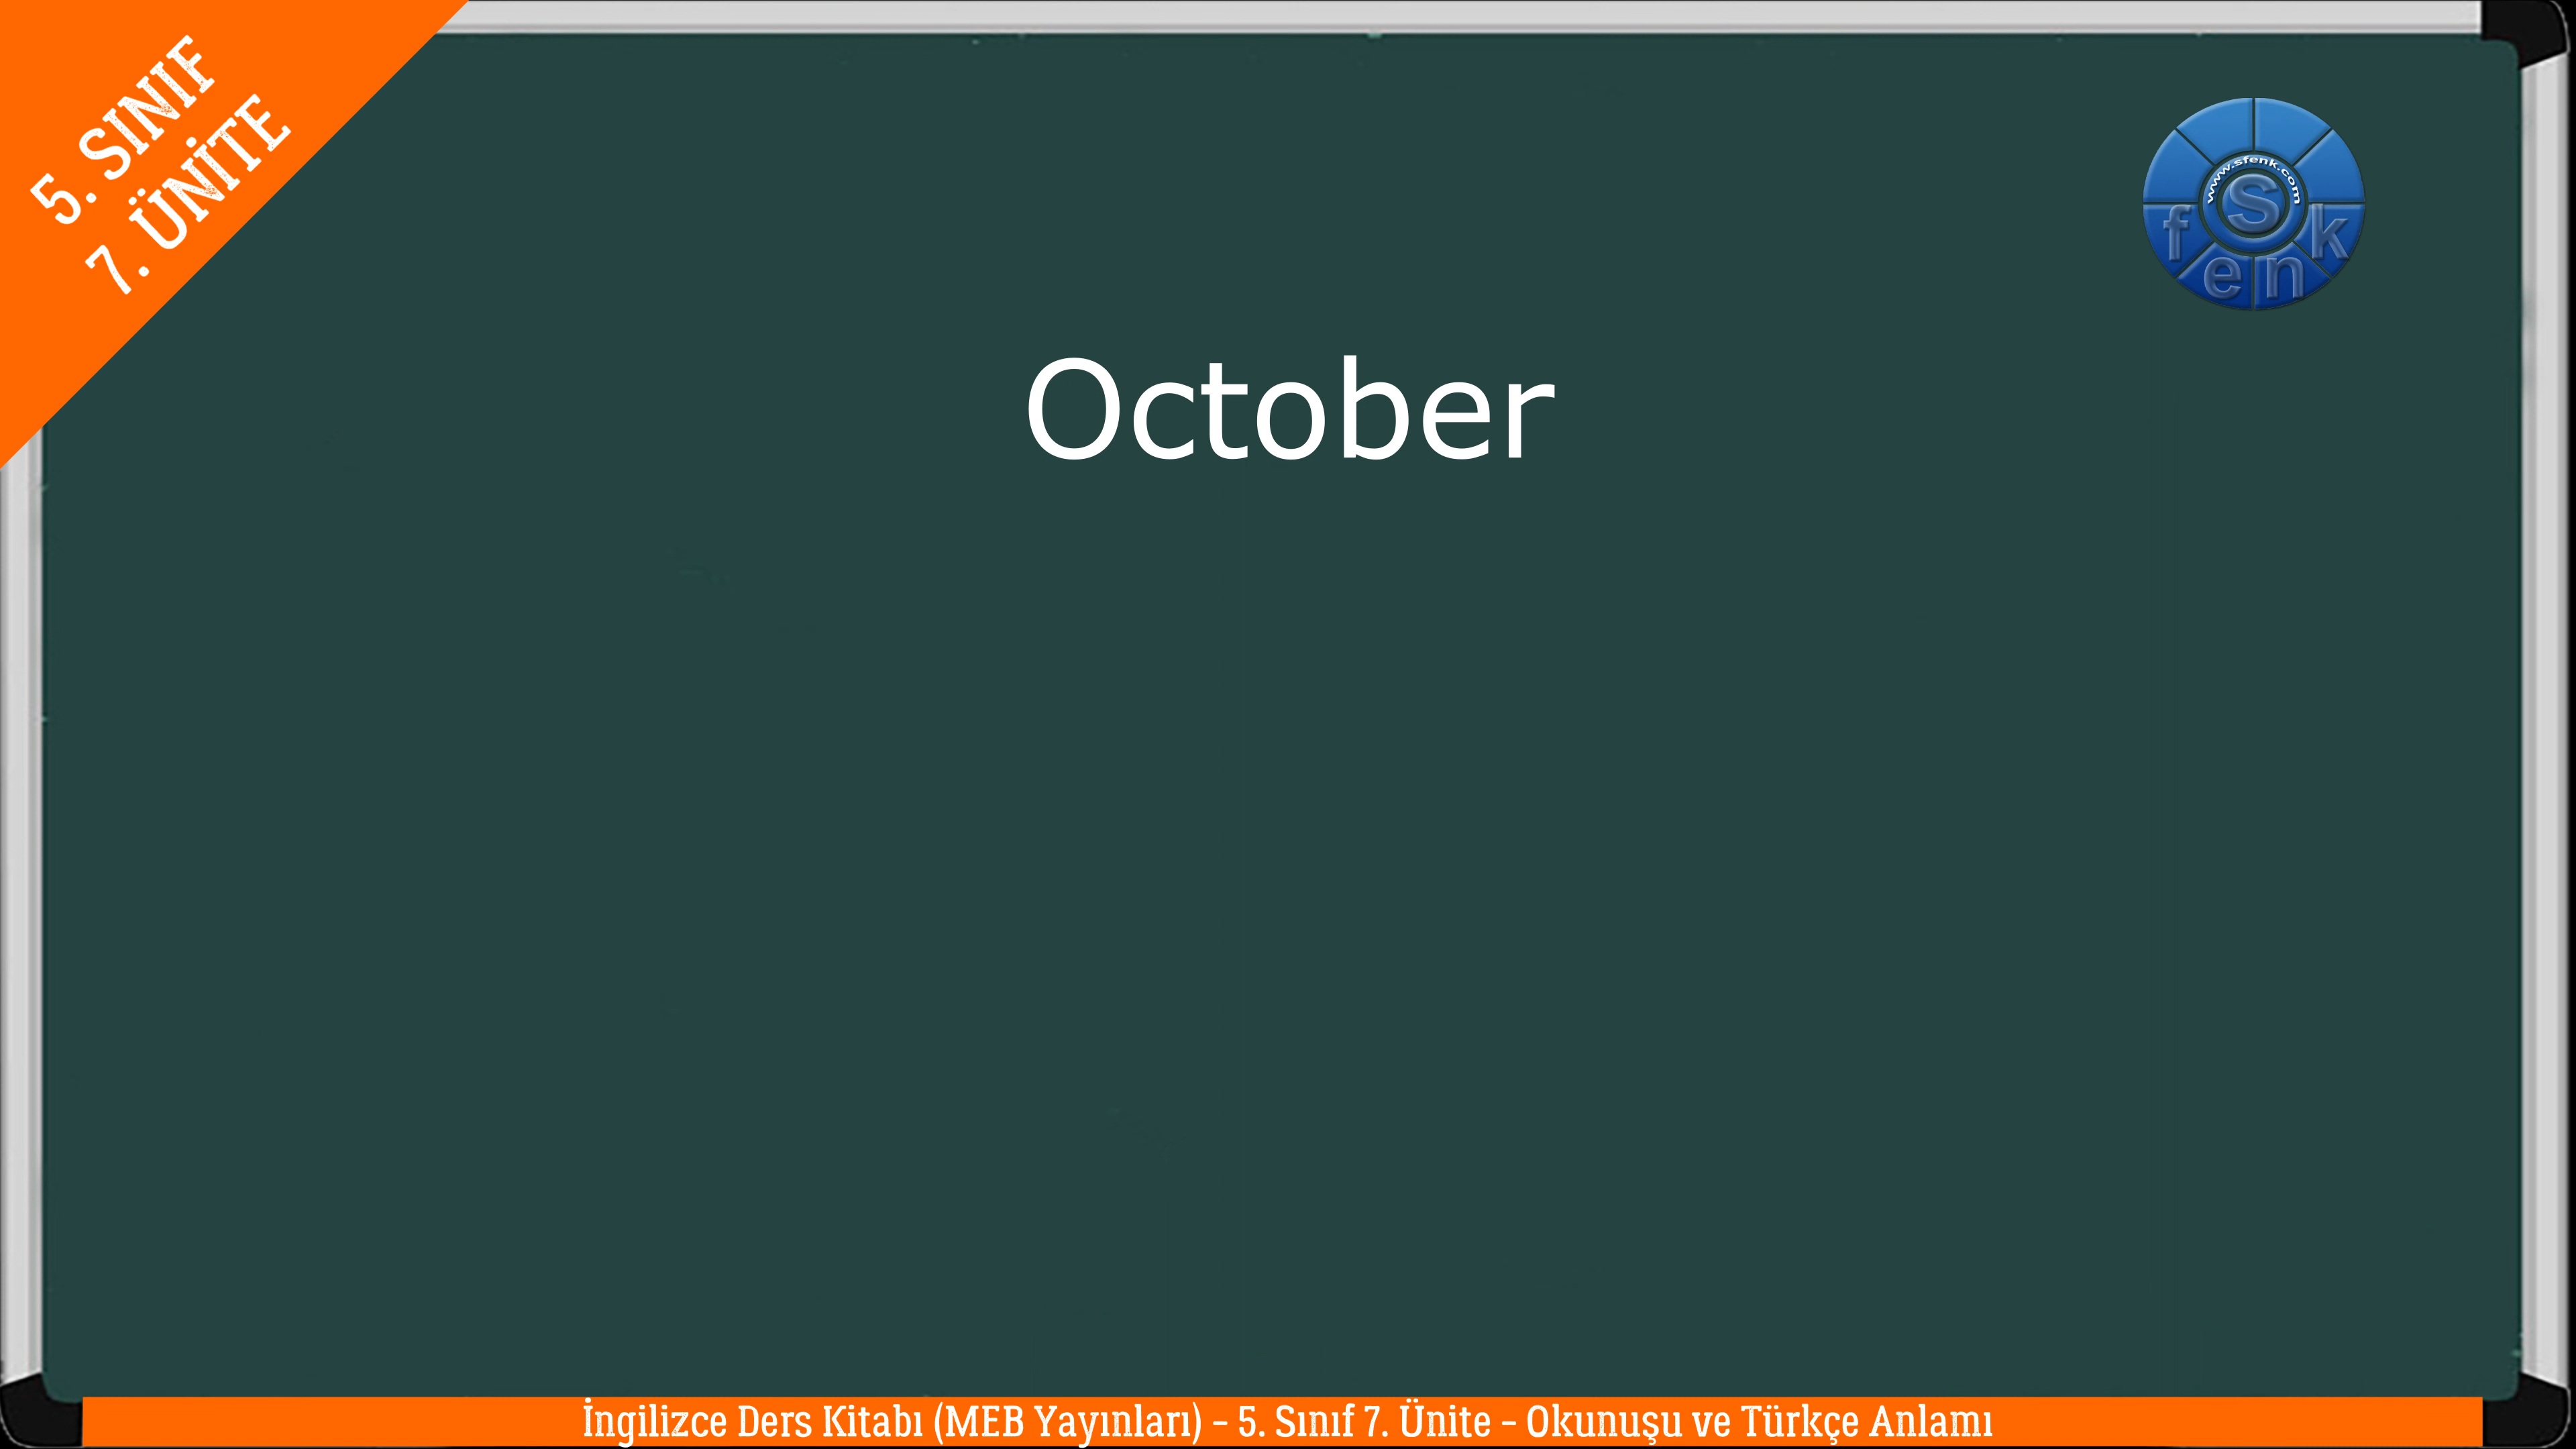 5. SINIF
7. ÜNİTE
www.sfenk.com
S
f e n k
October
İngilizce Ders Kitabı (MEB Yayınları) – 5. Sınıf 7. Ünite – Okunuşu ve Türkçe Anlamı